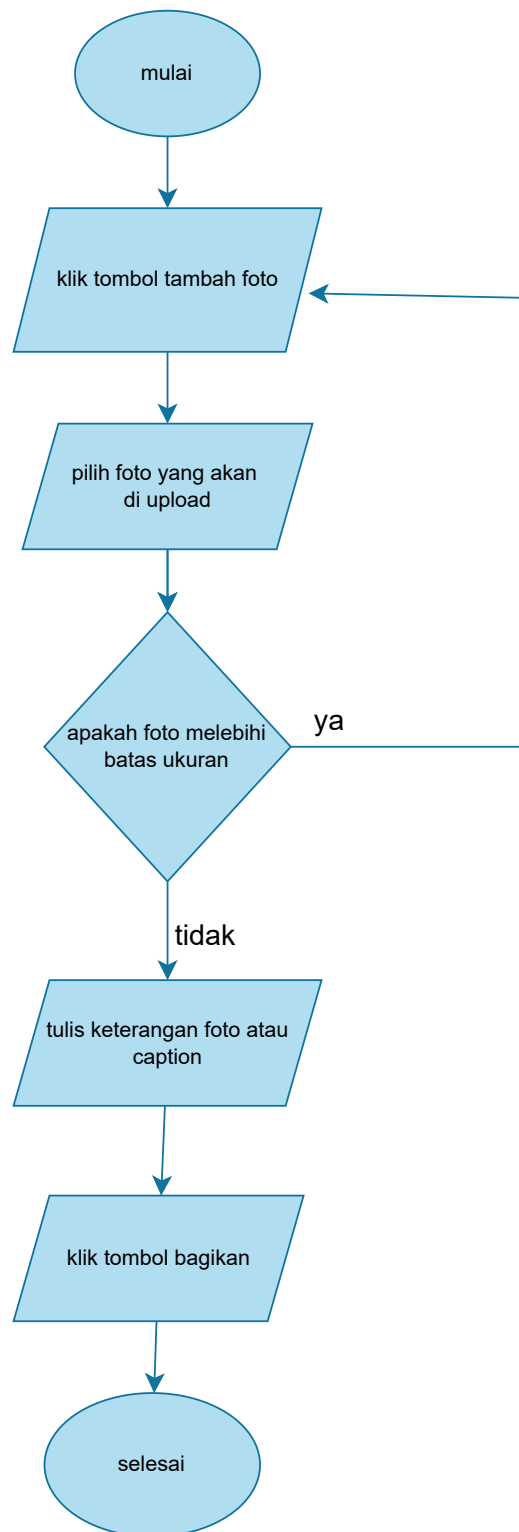 mulai
klik tombol tambah foto
pilih foto yang akan
di upload
apakah foto melebihi
batas ukuran
ya
tidak
tulis keterangan foto atau
caption
klik tombol bagikan
selesai